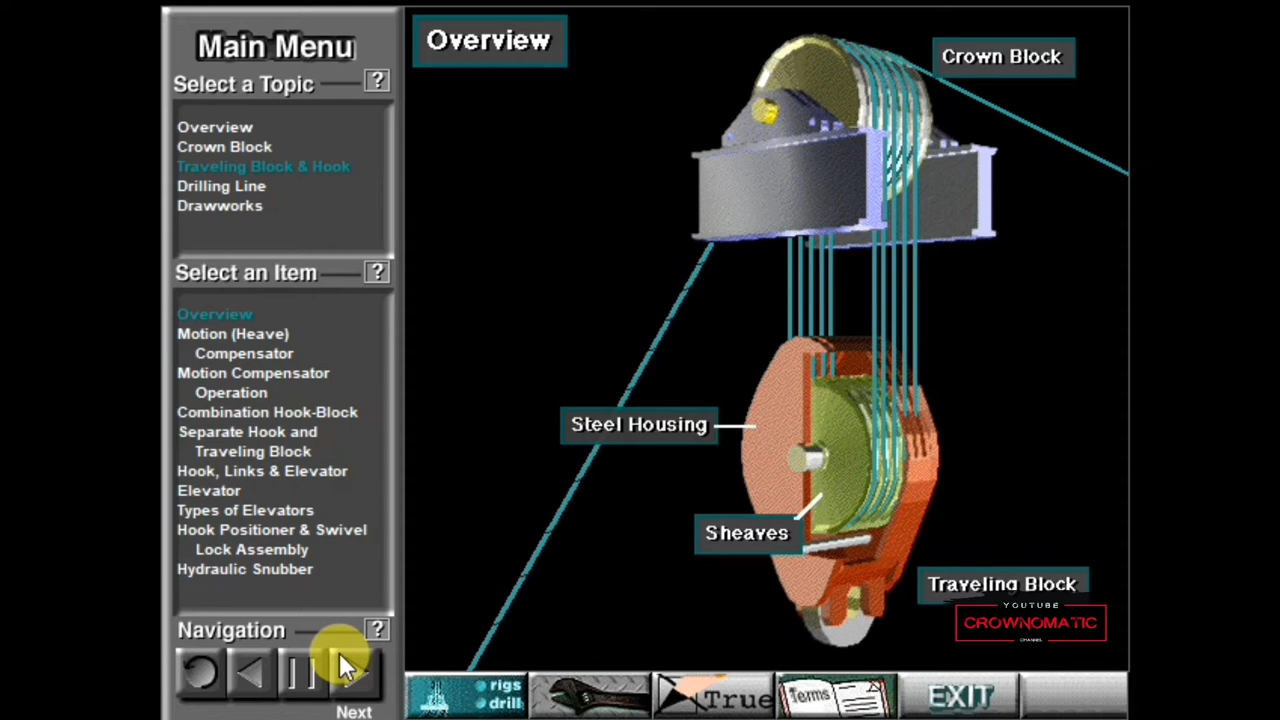 Main Menu
Select a Topic ?
Overview
Crown Block
Traveling Block & Hook
Drilling Line
Drawworks
Select an Item ?
Overview
Motion (Heave)
Compensator
Motion Compensator
Operation
Combination Hook-Block
Separate Hook and
Traveling Block
Hook, Links & Elevator
Elevator
Types of Elevators
Hook Positioner & Swivel
Lock Assembly
Hydraulic Snubber
Navigation ?
Next
Overview
Crown Block
Steel Housing
Sheaves
Traveling Block
YOUTUBE
CROWNOMATIC
CHANNEL
rigs
drill
True
Terms
EXIT